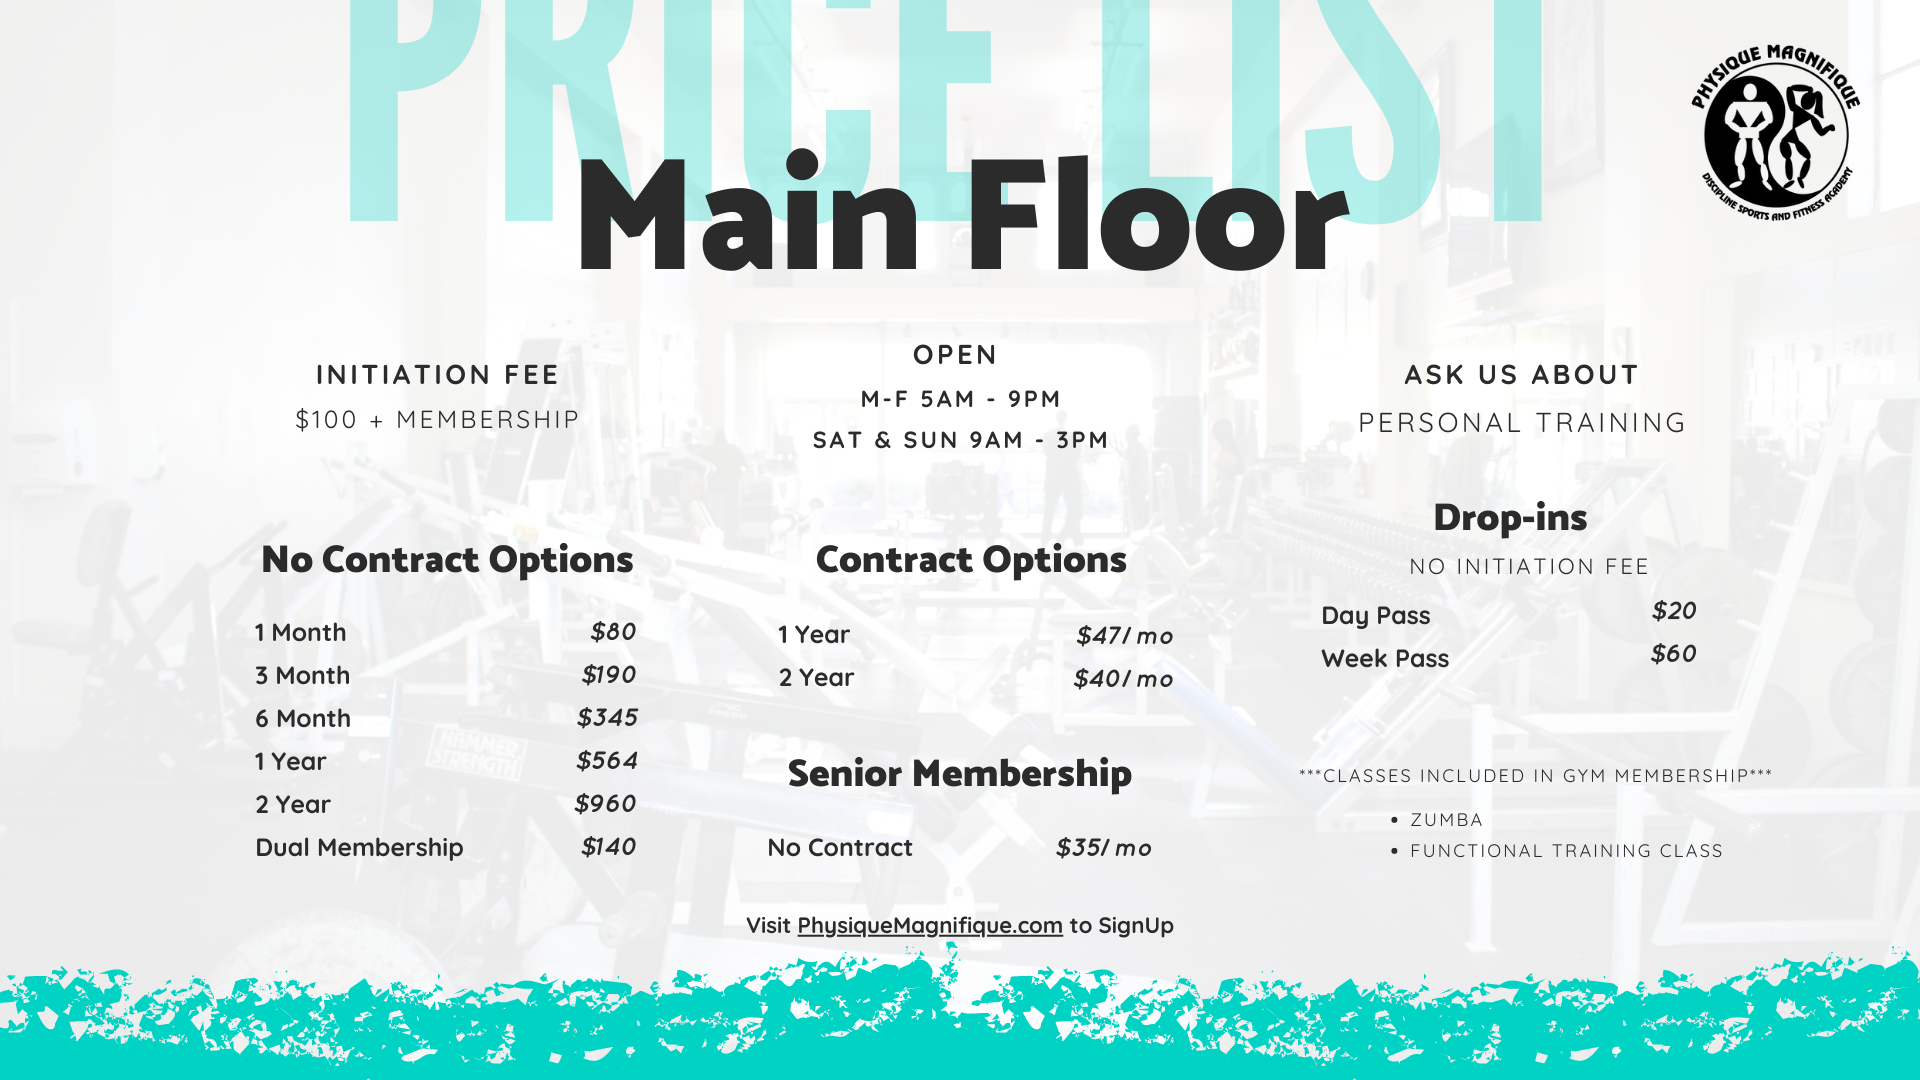 PRICE LIST
Main Floor
PHYSIQUE MAGNIFIQUE
DISCIPLINE SPORTS AND FITNESS ACADEMY
INITIATION FEE
$100 + MEMBERSHIP
OPEN
M-F 5AM - 9PM
SAT & SUN 9AM - 3PM
ASK US ABOUT
PERSONAL TRAINING
No Contract Options
1 Month $80
3 Month $190
6 Month $345
1 Year $564
2 Year $960
Dual Membership $140
Contract Options
1 Year $47/ mo
2 Year $40/ mo
Senior Membership
No Contract $35/ mo
Drop-ins
NO INITIATION FEE
Day Pass $20
Week Pass $60
***CLASSES INCLUDED IN GYM MEMBERSHIP***
• ZUMBA
• FUNCTIONAL TRAINING CLASS
Visit PhysiqueMagnifique.com to SignUp
HAMMER
STRENGTH